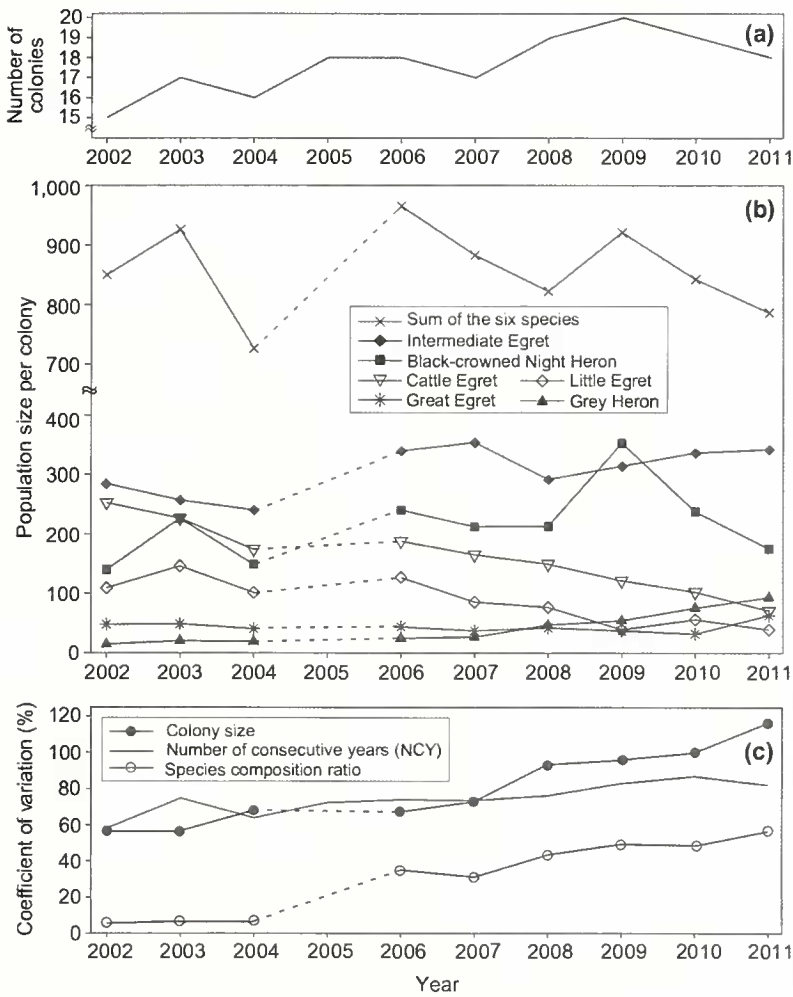 (a)
Number of
colonies
20
19
18
17
16
15
2002 2003 2004 2005 2006 2007 2008 2009 2010 2011
(b)
Population size per colony
1,000
900
800
700
400
300
200
100
0
Sum of the six species
Intermediate Egret
Black-crowned Night Heron
Cattle Egret Little Egret
Great Egret Grey Heron
2002 2003 2004 2005 2006 2007 2008 2009 2010 2011
(c)
Coefficient of variation (%)
120
100
80
60
40
20
0
Colony size
Number of consecutive years (NCY)
Species composition ratio
2002 2003 2004 2005 2006 2007 2008 2009 2010 2011
Year